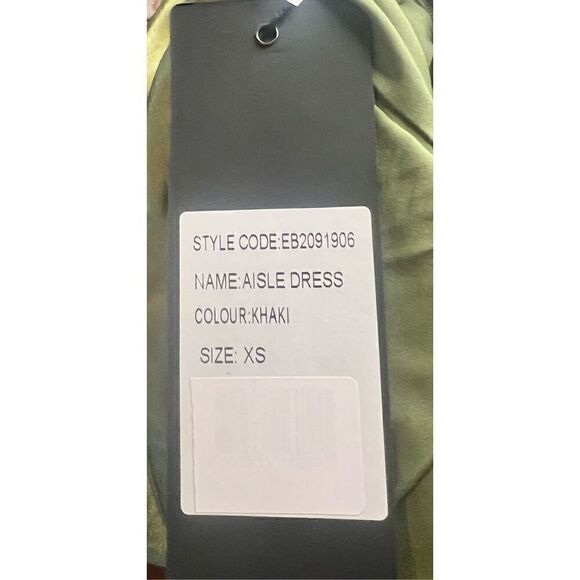 STYLE CODE:EB2091906
NAME:AISLE DRESS
COLOUR:KHAKI
SIZE: XS